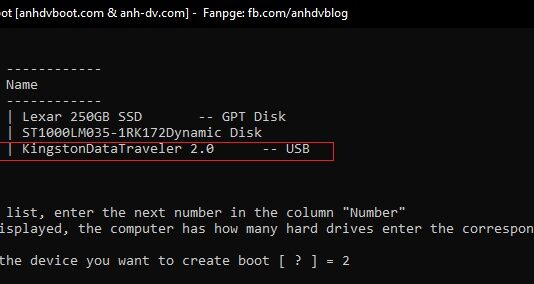 ot [anhdvboot.com & anh-dv.com] - Fanpge: fb.com/anhdvblog
------------
Name
------------
| Lexar 250GB SSD -- GPT Disk
| ST1000LM035-1RK172Dynamic Disk
| KingstonDataTraveler 2.0 -- USB
list, enter the next number in the column "Number"
isplayed, the computer has how many hard drives enter the correspon
the device you want to create boot [ ? ] = 2